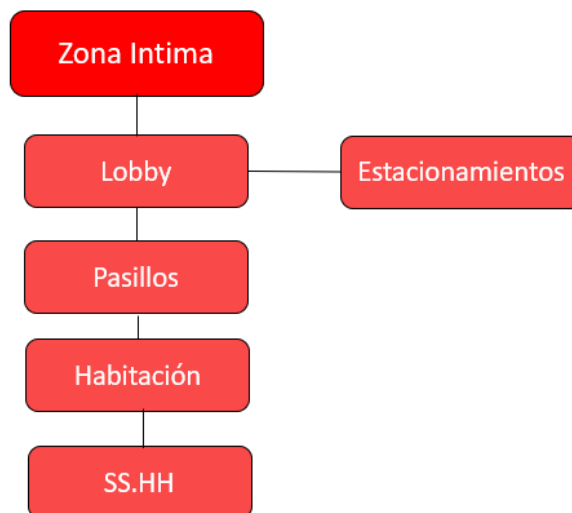 Zona Intima
Lobby
Estacionamientos
Pasillos
Habitación
SS.HH